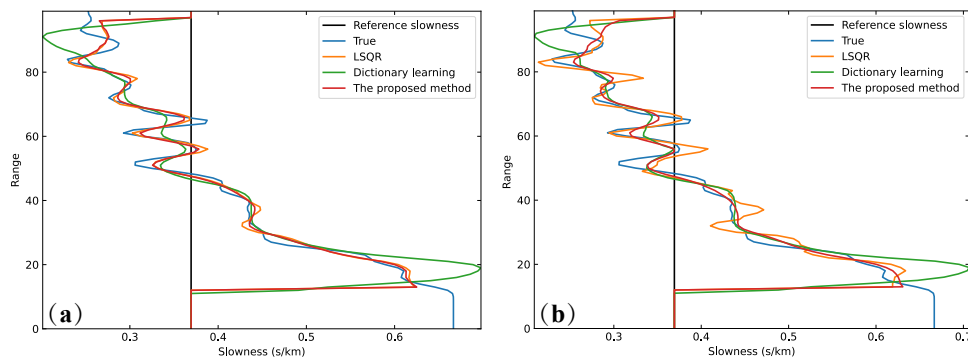 Reference slowness
True
LSQR
Dictionary learning
The proposed method
80
60
40
20
0
Range
(a)
0.3
0.4
0.5
0.6
Slowness (s/km)
Reference slowness
True
LSQR
Dictionary learning
The proposed method
80
60
40
20
0
Range
(b)
0.3
0.4
0.5
0.6
0.7
Slowness (s/km)